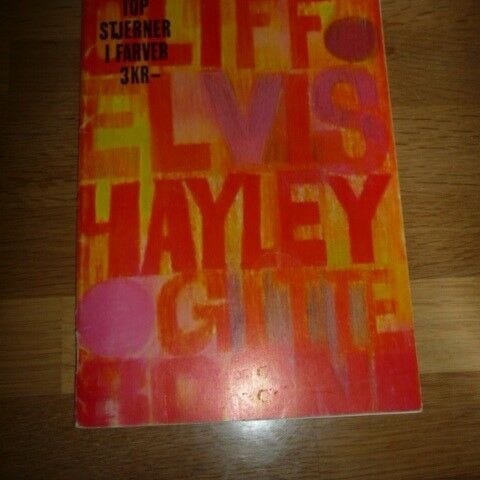 TOP
STJERNER
I FARVER
3KR-
CLIFF
ELVIS
HAYLEY
GITTE